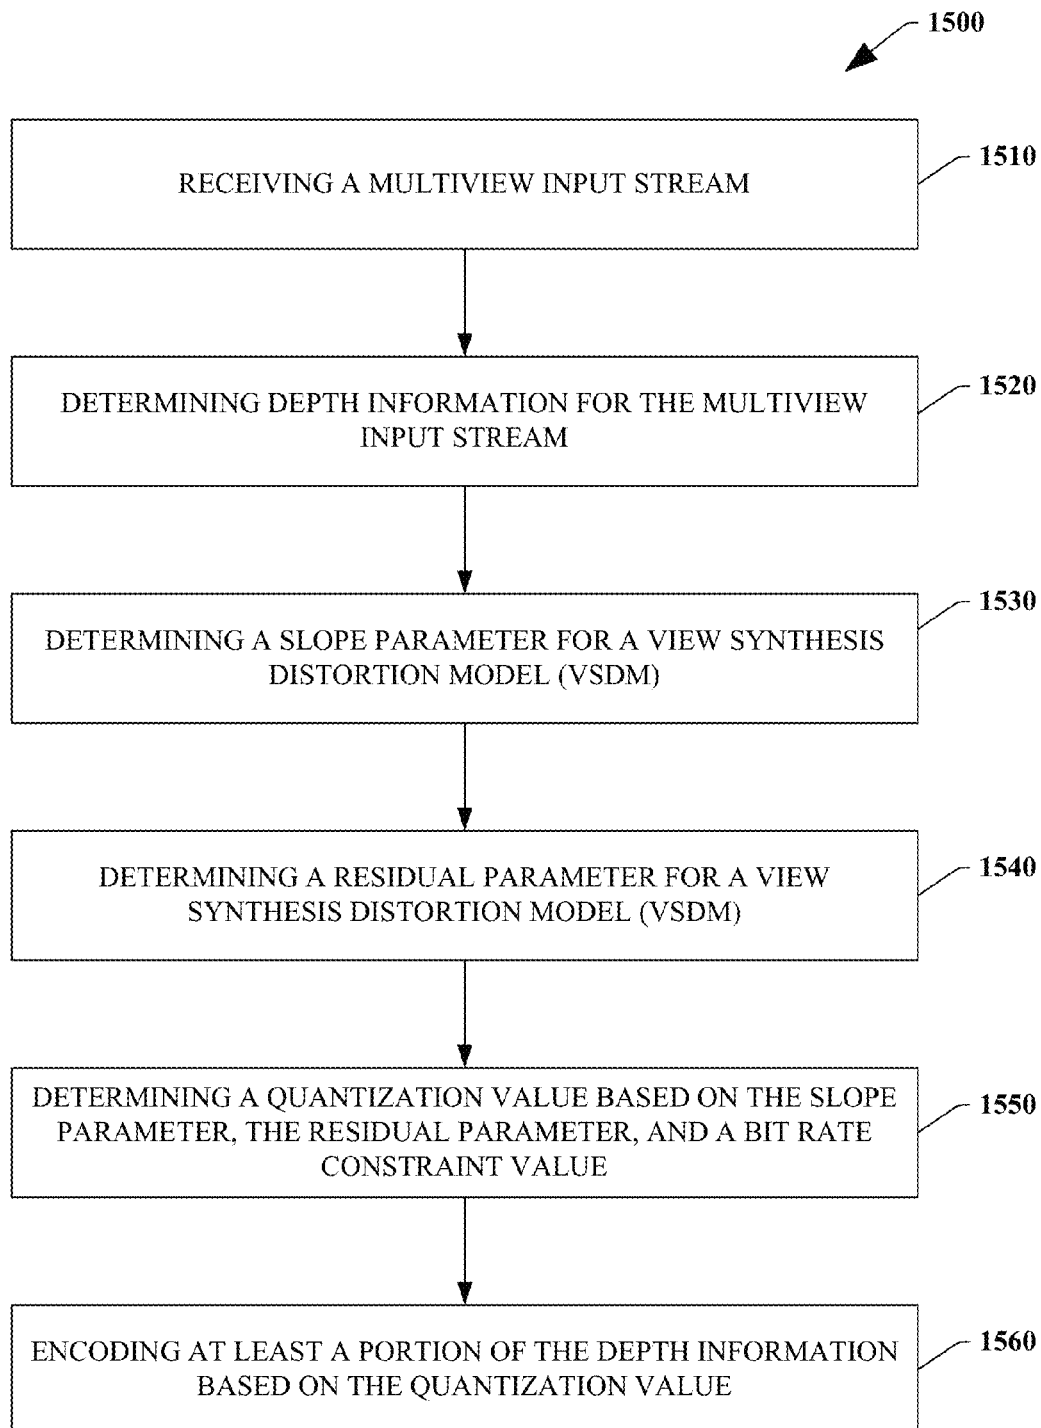 1500
RECEIVING A MULTIVIEW INPUT STREAM
1510
DETERMINING DEPTH INFORMATION FOR THE MULTIVIEW
INPUT STREAM
1520
DETERMINING A SLOPE PARAMETER FOR A VIEW SYNTHESIS
DISTORTION MODEL (VSDM)
1530
DETERMINING A RESIDUAL PARAMETER FOR A VIEW
SYNTHESIS DISTORTION MODEL (VSDM)
1540
DETERMINING A QUANTIZATION VALUE BASED ON THE SLOPE
PARAMETER, THE RESIDUAL PARAMETER, AND A BIT RATE
CONSTRAINT VALUE
1550
ENCODING AT LEAST A PORTION OF THE DEPTH INFORMATION
BASED ON THE QUANTIZATION VALUE
1560